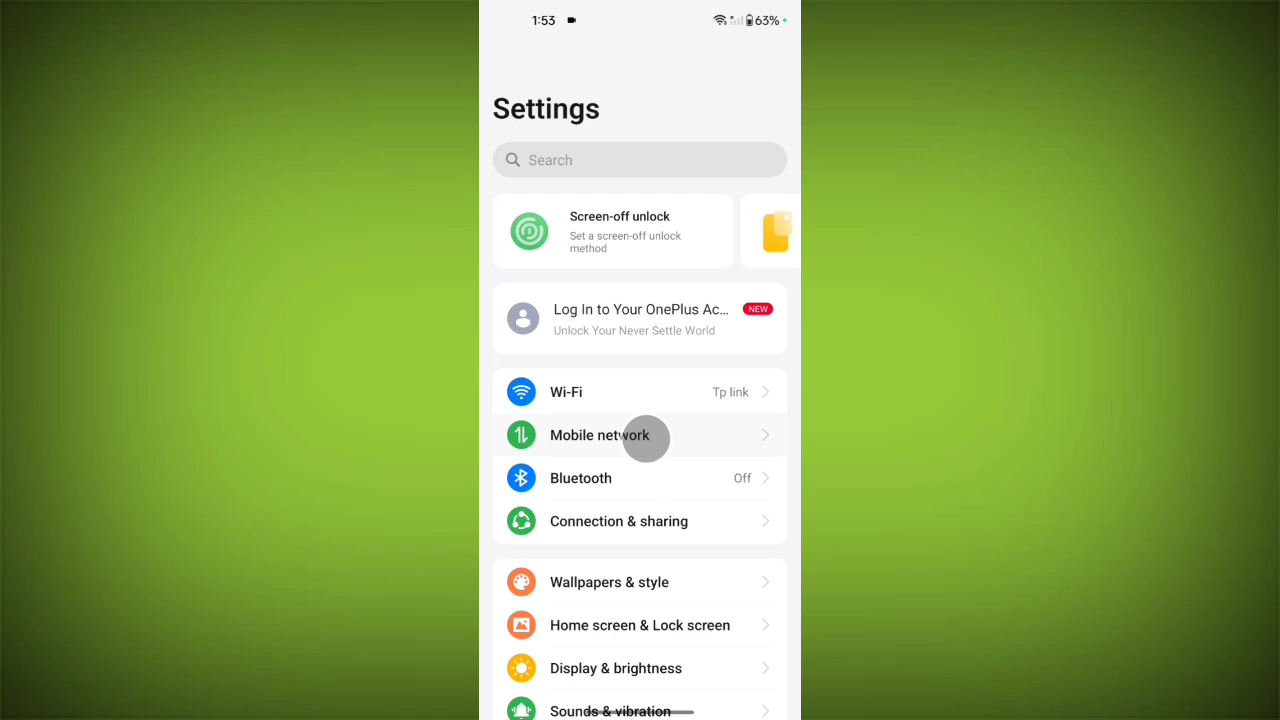 1:53
63%
Settings
Search
Screen-off unlock
Set a screen-off unlock
method
Log In to Your OnePlus Ac...
NEW
Unlock Your Never Settle World
Wi-Fi
Tp link
Mobile network
Bluetooth
Off
Connection & sharing
Wallpapers & style
Home screen & Lock screen
Display & brightness
Sounds & vibration